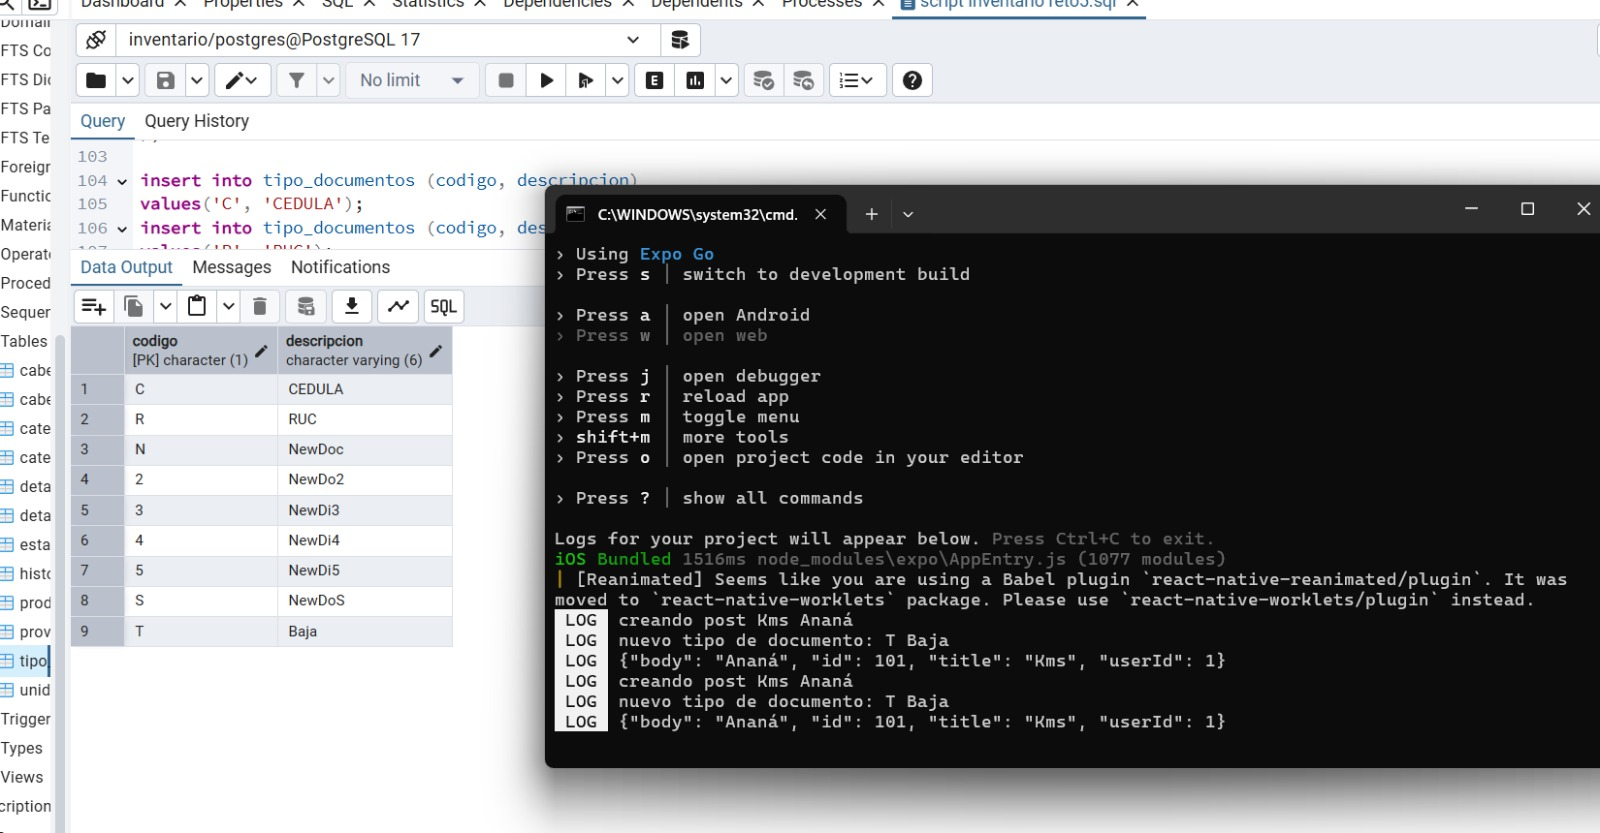 Dashboard
Properties
SQL
Statistics
Dependencies
Dependents
Processes
script inventario reto3.sql
inventario/postgres@PostgreSQL 17
No limit
Query
Query History
103
104 insert into tipo_documentos (codigo, descripcion)
105 values('C', 'CEDULA');
106 insert into tipo_documentos (codigo, des
Data Output
Messages
Notifications
SQL
codigo
[PK] character (1)
descripcion
character varying (6)
1 C CEDULA
2 R RUC
3 N NewDoc
4 2 NewDo2
5 3 NewDi3
6 4 NewDi4
7 5 NewDi5
8 S NewDoS
9 T Baja
FTS Co
FTS Dic
FTS Pa
FTS Te
Foreign
Functio
Materia
Operat
Proced
Sequer
Tables
cabe
cabe
cate
cate
deta
deta
esta
histo
prod
prov
tipo
unid
Trigger
Types
Views
cription
C:\WINDOWS\system32\cmd.
› Using Expo Go
› Press s │ switch to development build
› Press a │ open Android
› Press w │ open web
› Press j │ open debugger
› Press r │ reload app
› Press m │ toggle menu
› shift+m │ more tools
› Press o │ open project code in your editor
› Press ? │ show all commands
Logs for your project will appear below. Press Ctrl+C to exit.
iOS Bundled 1516ms node_modules\expo\AppEntry.js (1077 modules)
[Reanimated] Seems like you are using a Babel plugin `react-native-reanimated/plugin`. It was
moved to `react-native-worklets` package. Please use `react-native-worklets/plugin` instead.
LOG creando post Kms Ananá
LOG nuevo tipo de documento: T Baja
LOG {"body": "Ananá", "id": 101, "title": "Kms", "userId": 1}
LOG creando post Kms Ananá
LOG nuevo tipo de documento: T Baja
LOG {"body": "Ananá", "id": 101, "title": "Kms", "userId": 1}